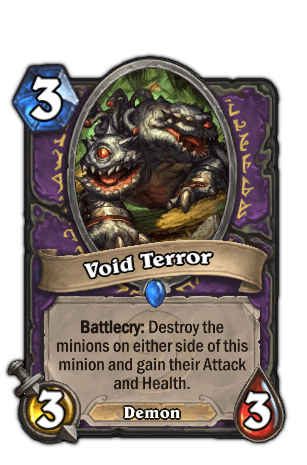 3
Void Terror
Battlecry: Destroy the
minions on either side of this
minion and gain their Attack
and Health.
3
Demon
3